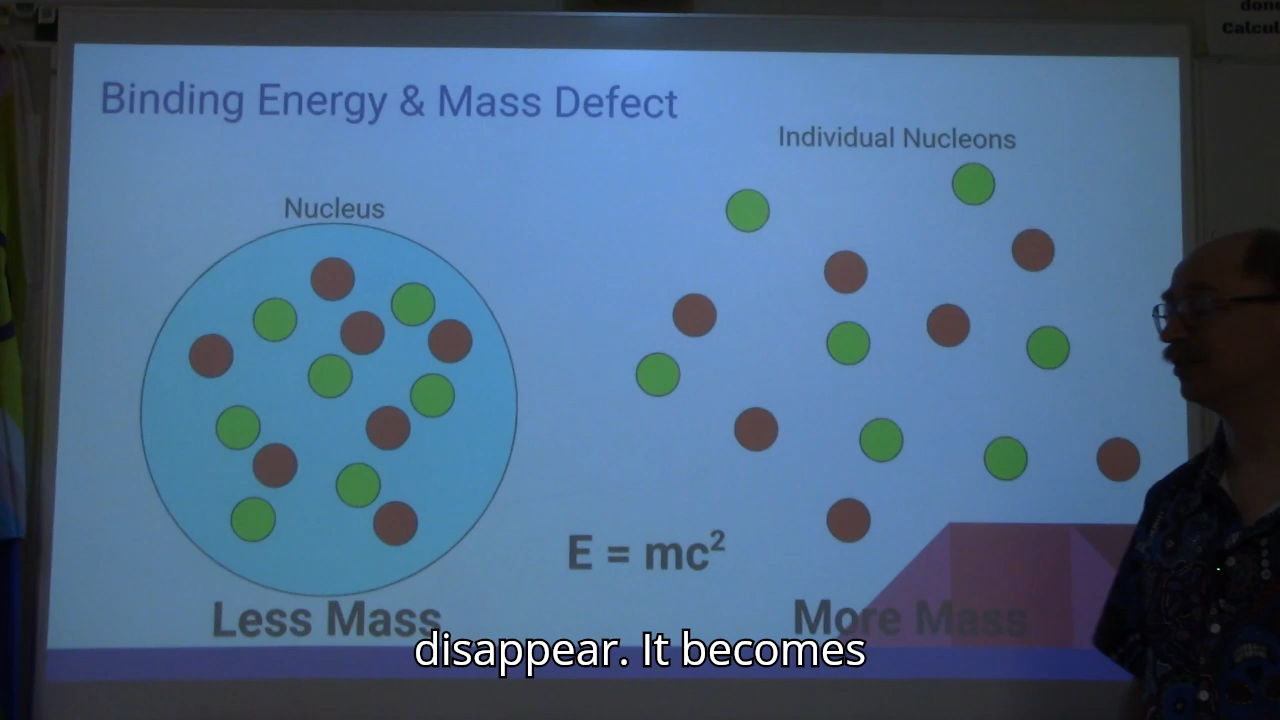 Binding Energy & Mass Defect
Individual Nucleons
Nucleus
E = mc²
Less Mass
More Mass
disappear. It becomes